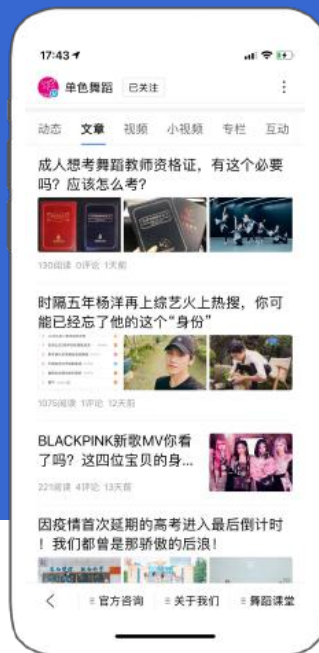 17:43
单色舞蹈 已关注
动态 文章 视频 小视频 专栏 互动
成人想考舞蹈教师资格证，有这个必要
吗？应该怎么考？
130阅读 0评论 1天前
时隔五年杨洋再上综艺火上热搜，你可
能已经忘了他的这个“身份”
1075阅读 1评论 12天前
BLACKPINK新歌MV你看
了吗？这四位宝贝的身...
221阅读 4评论 13天前
因疫情首次延期的高考进入最后倒计时
！我们都曾是那骄傲的后浪！
官方咨询 关于我们 舞蹈课堂